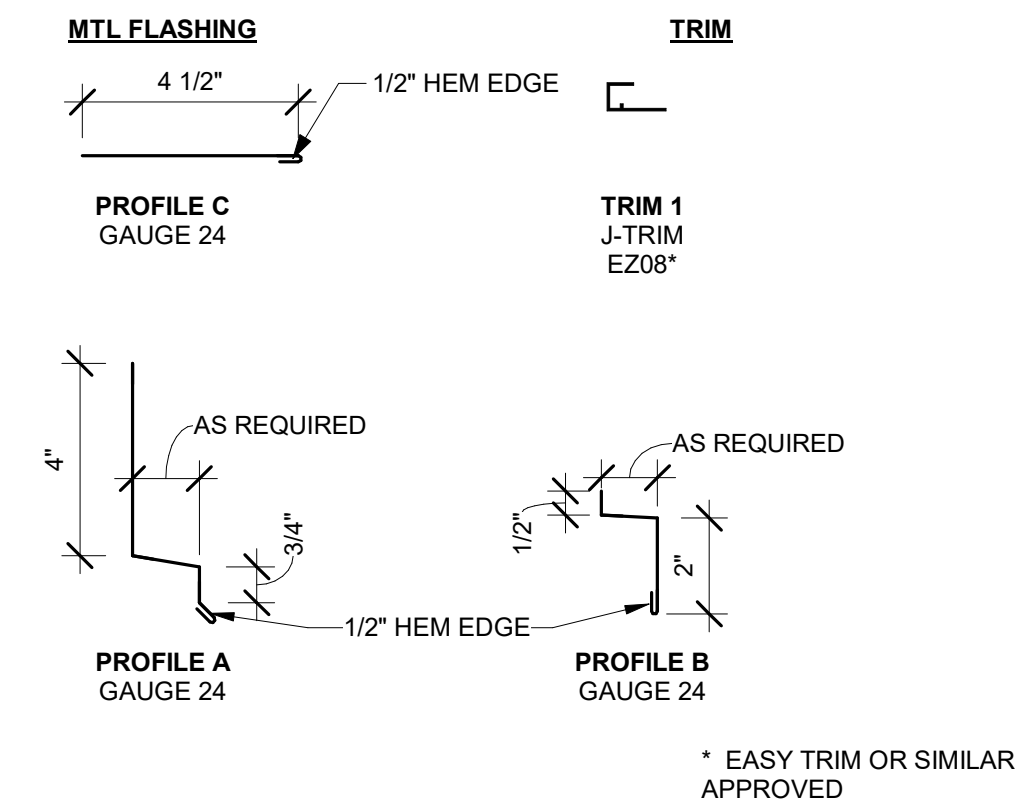 MTL FLASHING
TRIM
4 1/2"
1/2" HEM EDGE
PROFILE C
GAUGE 24
TRIM 1
J-TRIM
EZ08*
AS REQUIRED
4"
3/4"
AS REQUIRED
1/2"
2"
1/2" HEM EDGE
PROFILE A
GAUGE 24
PROFILE B
GAUGE 24
* EASY TRIM OR SIMILAR
APPROVED